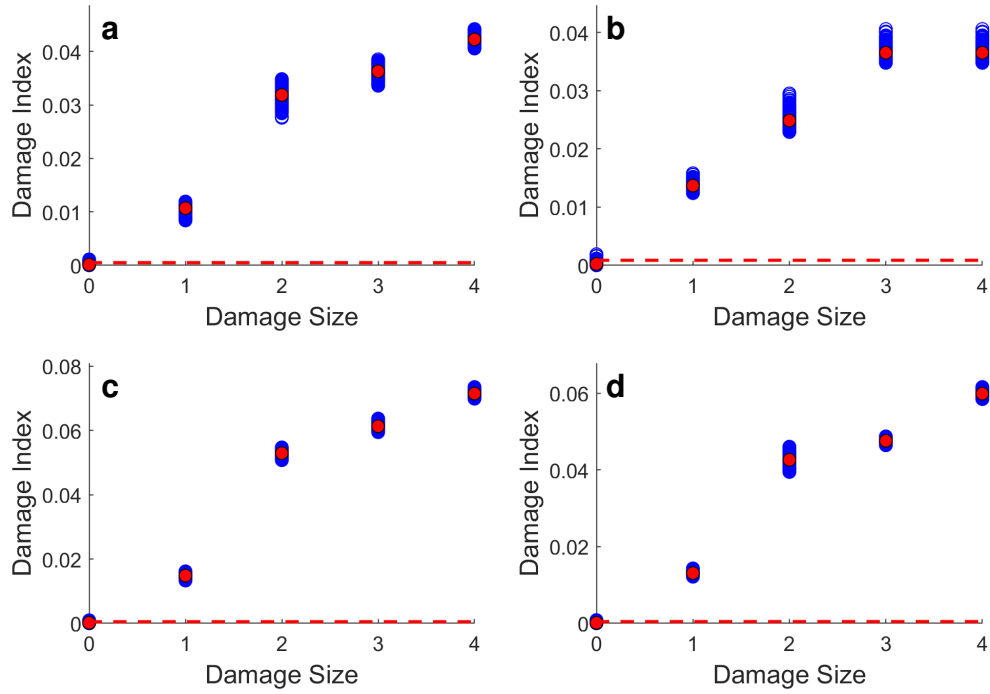 a
0.04
0.03
0.02
0.01
0
Damage Index
0 1 2 3 4
Damage Size
b
0.04
0.03
0.02
0.01
0
Damage Index
0 1 2 3 4
Damage Size
c
0.08
0.06
0.04
0.02
0
Damage Index
0 1 2 3 4
Damage Size
d
0.06
0.04
0.02
0
Damage Index
0 1 2 3 4
Damage Size